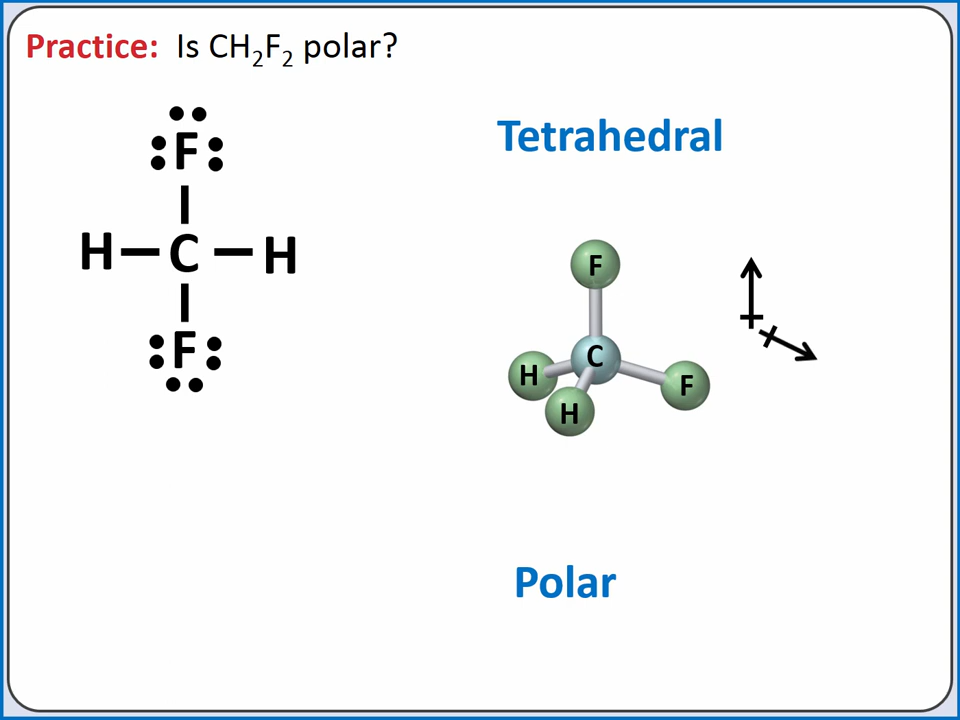 Practice: Is CH₂F₂ polar?
F
H C H
F
Tetrahedral
F
C
H
F
H
Polar